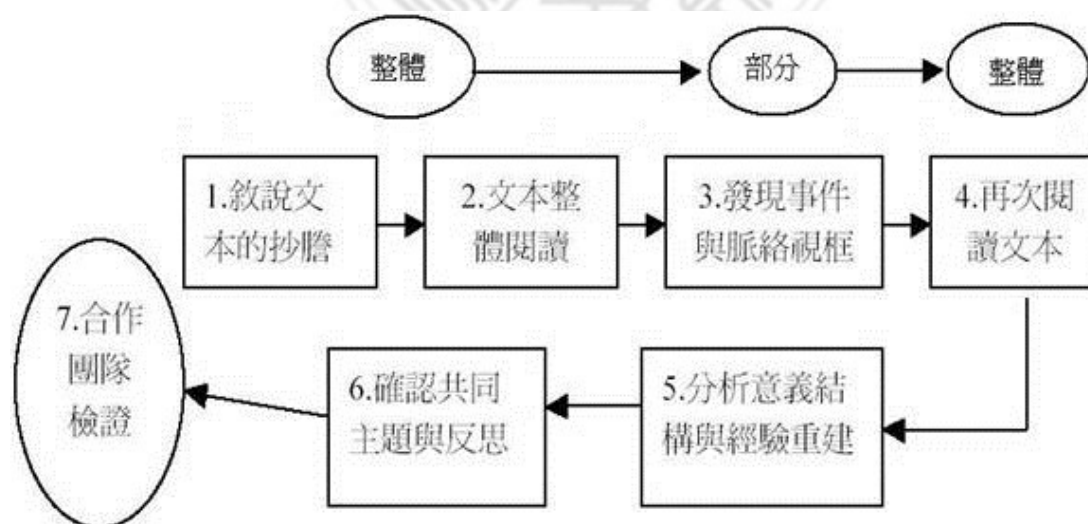 整體
部分
整體
1.敘說文
本的抄謄
2.文本整
體閱讀
3.發現事件
與脈絡視框
4.再次閱
讀文本
5.分析意義結
構與經驗重建
6.確認共同
主題與反思
7.合作
團隊
檢證